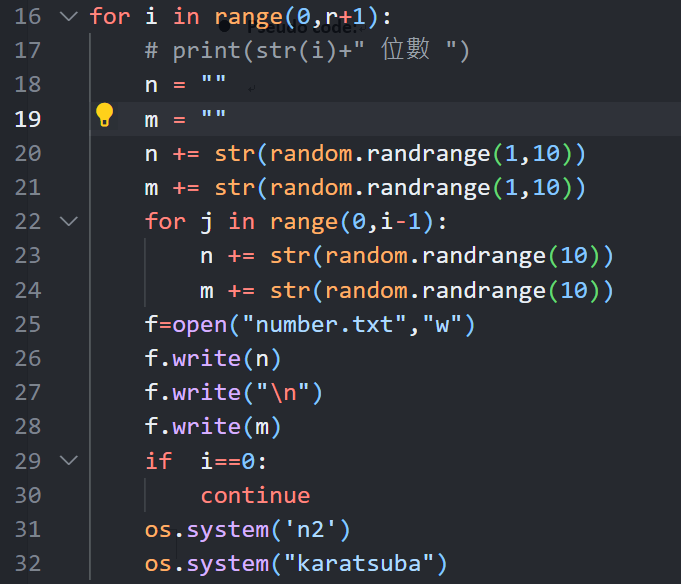 16 for i in range(0,r+1):
17 # print(str(i)+" 位數 ")
18 n = ""
19 m = ""
20 n += str(random.randrange(1,10))
21 m += str(random.randrange(1,10))
22 for j in range(0,i-1):
23 n += str(random.randrange(10))
24 m += str(random.randrange(10))
25 f=open("number.txt","w")
26 f.write(n)
27 f.write("\n")
28 f.write(m)
29 if  i==0:
30 continue
31 os.system('n2')
32 os.system("karatsuba")